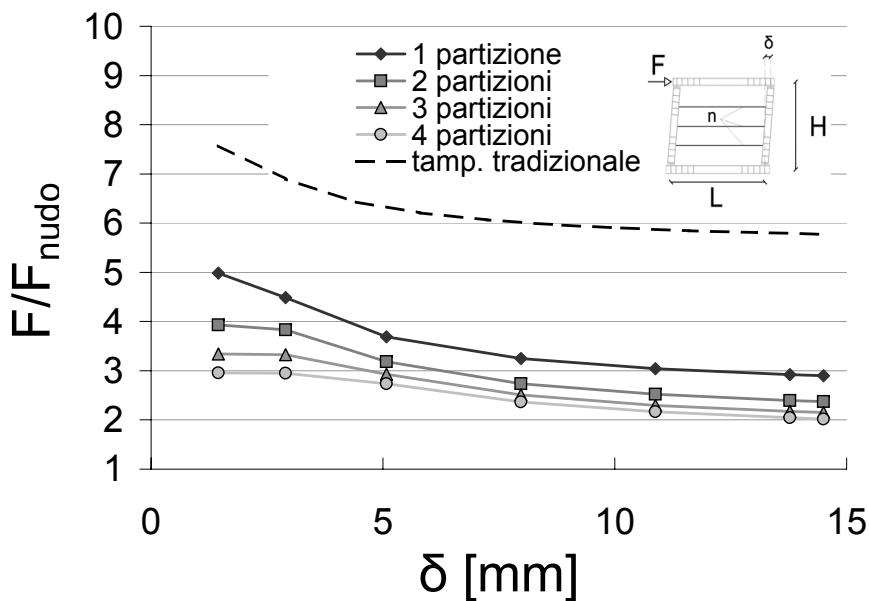 10
9
8
7
6
5
4
3
2
1
F/Fnudo
0
5
10
15
δ [mm]
1 partizione
2 partizioni
3 partizioni
4 partizioni
tamp. tradizionale
δ
F
n
H
L